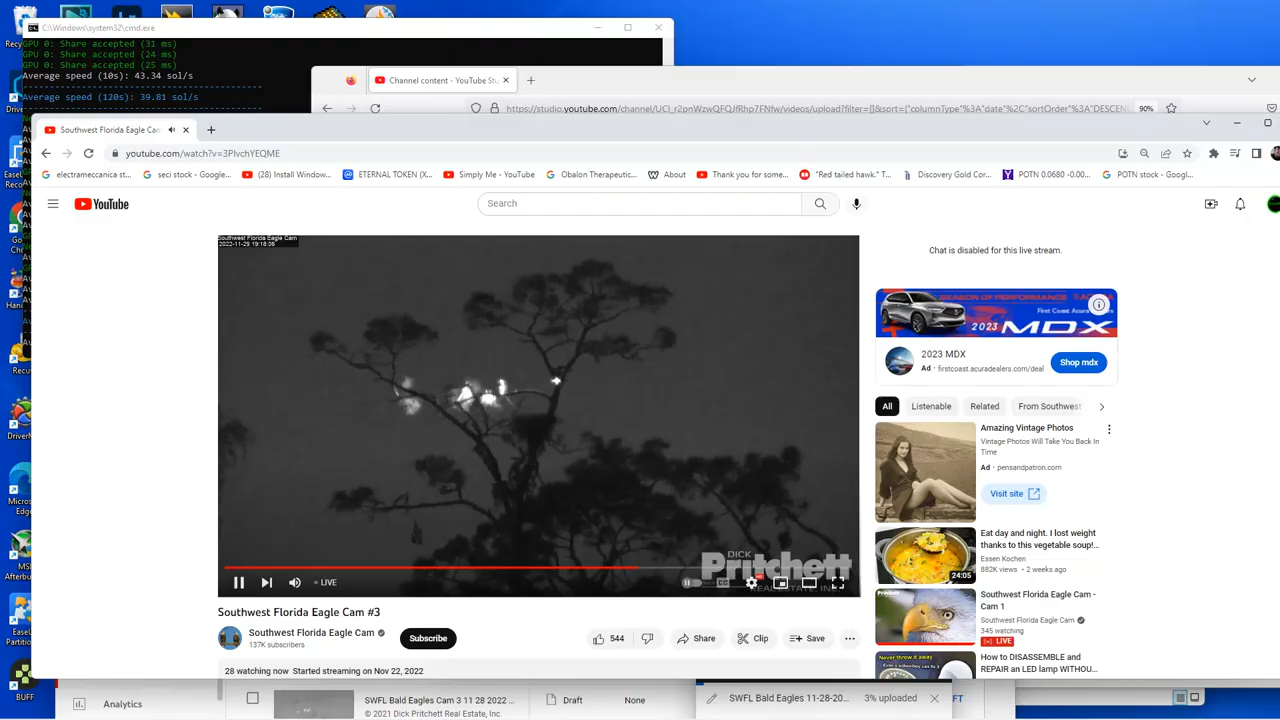 C:\Windows\system32\cmd.exe
GPU 0: Share accepted (31 ms)
GPU 0: Share accepted (24 ms)
GPU 0: Share accepted (25 ms)
Average speed (10s): 43.34 sol/s
Average speed (120s): 39.81 sol/s
Channel content - YouTube Stu
https://studio.youtube.com/channel/UCI_r2pnWzwQFQJfRhp7FNfw/videos/upload?filter=[]&sort={"columnType"%3A"date"%2C"sortOrder"%3A"DESCEN
90%
Southwest Florida Eagle Cam
youtube.com/watch?v=3PIvchYEQME
electrameccanica st...
seci stock - Google...
(28) Install Window...
ETERNAL TOKEN (X...
Simply Me - YouTube
Obalon Therapeutic...
About
Thank you for some...
"Red tailed hawk."...
Discovery Gold Cor...
POTN 0.0680 -0.00...
POTN stock - Googl...
YouTube
Search
Southwest Florida Eagle Cam
2022-11-29 19:18:06
Chat is disabled for this live stream.
SEASON OF PERFORMANCE
2023 MDX
2023 MDX
Ad · firstcoast.acuradealers.com/deal
Shop mdx
All
Listenable
Related
From Southwest
Amazing Vintage Photos
Vintage Photos Will Take You Back In
Time
Ad · pensandpatron.com
Visit site
Eat day and night. I lost weight
thanks to this vegetable soup!...
Essen Kochen
882K views · 2 weeks ago
24:05
DICK
Pritchett
LIVE
Southwest Florida Eagle Cam #3
Southwest Florida Eagle Cam
137K subscribers
Subscribe
544
Share
Clip
Save
28 watching now Started streaming on Nov 22, 2022
Southwest Florida Eagle Cam -
Cam 1
Southwest Florida Eagle Cam
345 watching
LIVE
How to DISASSEMBLE and
REPAIR an LED lamp WITHOU...
Never throw it away!
BUFF
Analytics
SWFL Bald Eagles Cam 3 11 28 2022 ...
© 2021 Dick Pritchett Real Estate, Inc.
Draft
None
SWFL Bald Eagles 11-28-20...
3% uploaded